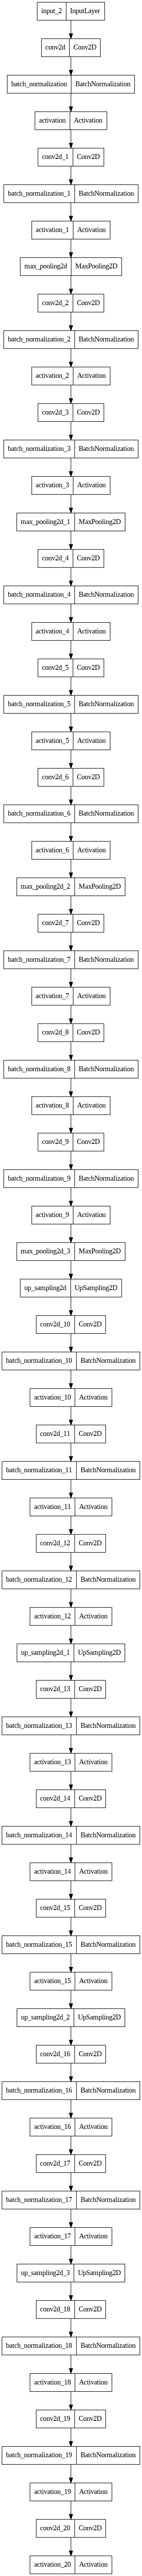 input_2 InputLayer
conv2d Conv2D
batch_normalization BatchNormalization
activation Activation
conv2d_1 Conv2D
batch_normalization_1 BatchNormalization
activation_1 Activation
max_pooling2d MaxPooling2D
conv2d_2 Conv2D
batch_normalization_2 BatchNormalization
activation_2 Activation
conv2d_3 Conv2D
batch_normalization_3 BatchNormalization
activation_3 Activation
max_pooling2d_1 MaxPooling2D
conv2d_4 Conv2D
batch_normalization_4 BatchNormalization
activation_4 Activation
conv2d_5 Conv2D
batch_normalization_5 BatchNormalization
activation_5 Activation
conv2d_6 Conv2D
batch_normalization_6 BatchNormalization
activation_6 Activation
max_pooling2d_2 MaxPooling2D
conv2d_7 Conv2D
batch_normalization_7 BatchNormalization
activation_7 Activation
conv2d_8 Conv2D
batch_normalization_8 BatchNormalization
activation_8 Activation
conv2d_9 Conv2D
batch_normalization_9 BatchNormalization
activation_9 Activation
max_pooling2d_3 MaxPooling2D
up_sampling2d UpSampling2D
conv2d_10 Conv2D
batch_normalization_10 BatchNormalization
activation_10 Activation
conv2d_11 Conv2D
batch_normalization_11 BatchNormalization
activation_11 Activation
conv2d_12 Conv2D
batch_normalization_12 BatchNormalization
activation_12 Activation
up_sampling2d_1 UpSampling2D
conv2d_13 Conv2D
batch_normalization_13 BatchNormalization
activation_13 Activation
conv2d_14 Conv2D
batch_normalization_14 BatchNormalization
activation_14 Activation
conv2d_15 Conv2D
batch_normalization_15 BatchNormalization
activation_15 Activation
up_sampling2d_2 UpSampling2D
conv2d_16 Conv2D
batch_normalization_16 BatchNormalization
activation_16 Activation
conv2d_17 Conv2D
batch_normalization_17 BatchNormalization
activation_17 Activation
up_sampling2d_3 UpSampling2D
conv2d_18 Conv2D
batch_normalization_18 BatchNormalization
activation_18 Activation
conv2d_19 Conv2D
batch_normalization_19 BatchNormalization
activation_19 Activation
conv2d_20 Conv2D
activation_20 Activation